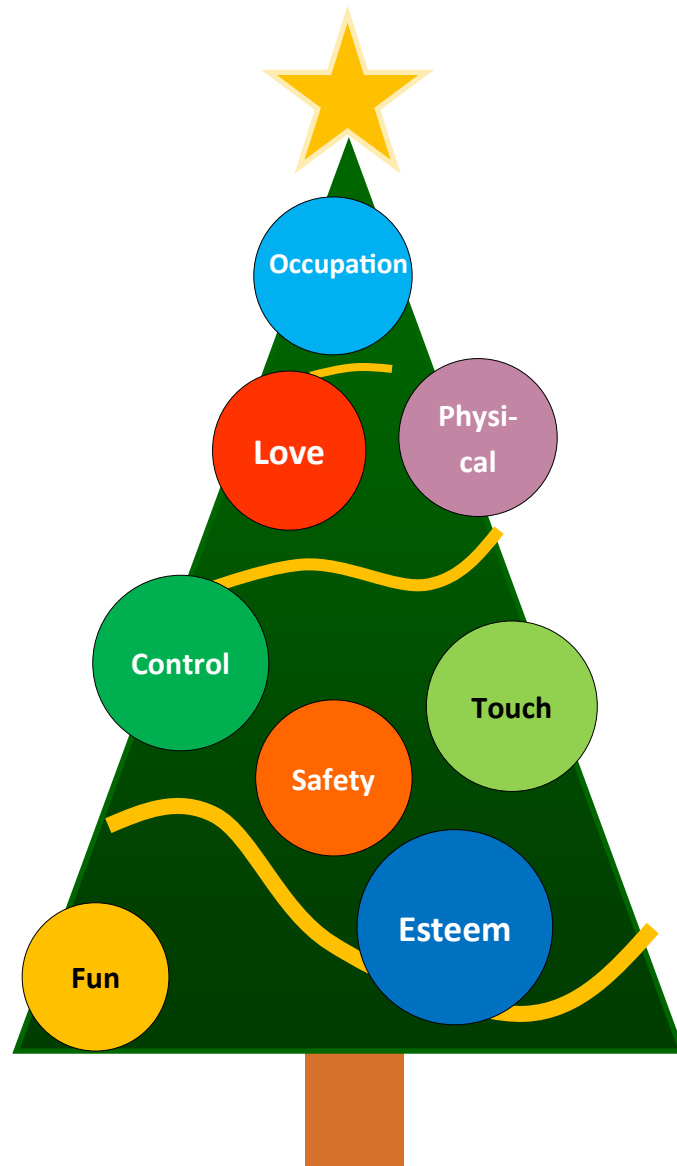 Occupation
Love
Physi-
cal
Control
Touch
Safety
Esteem
Fun